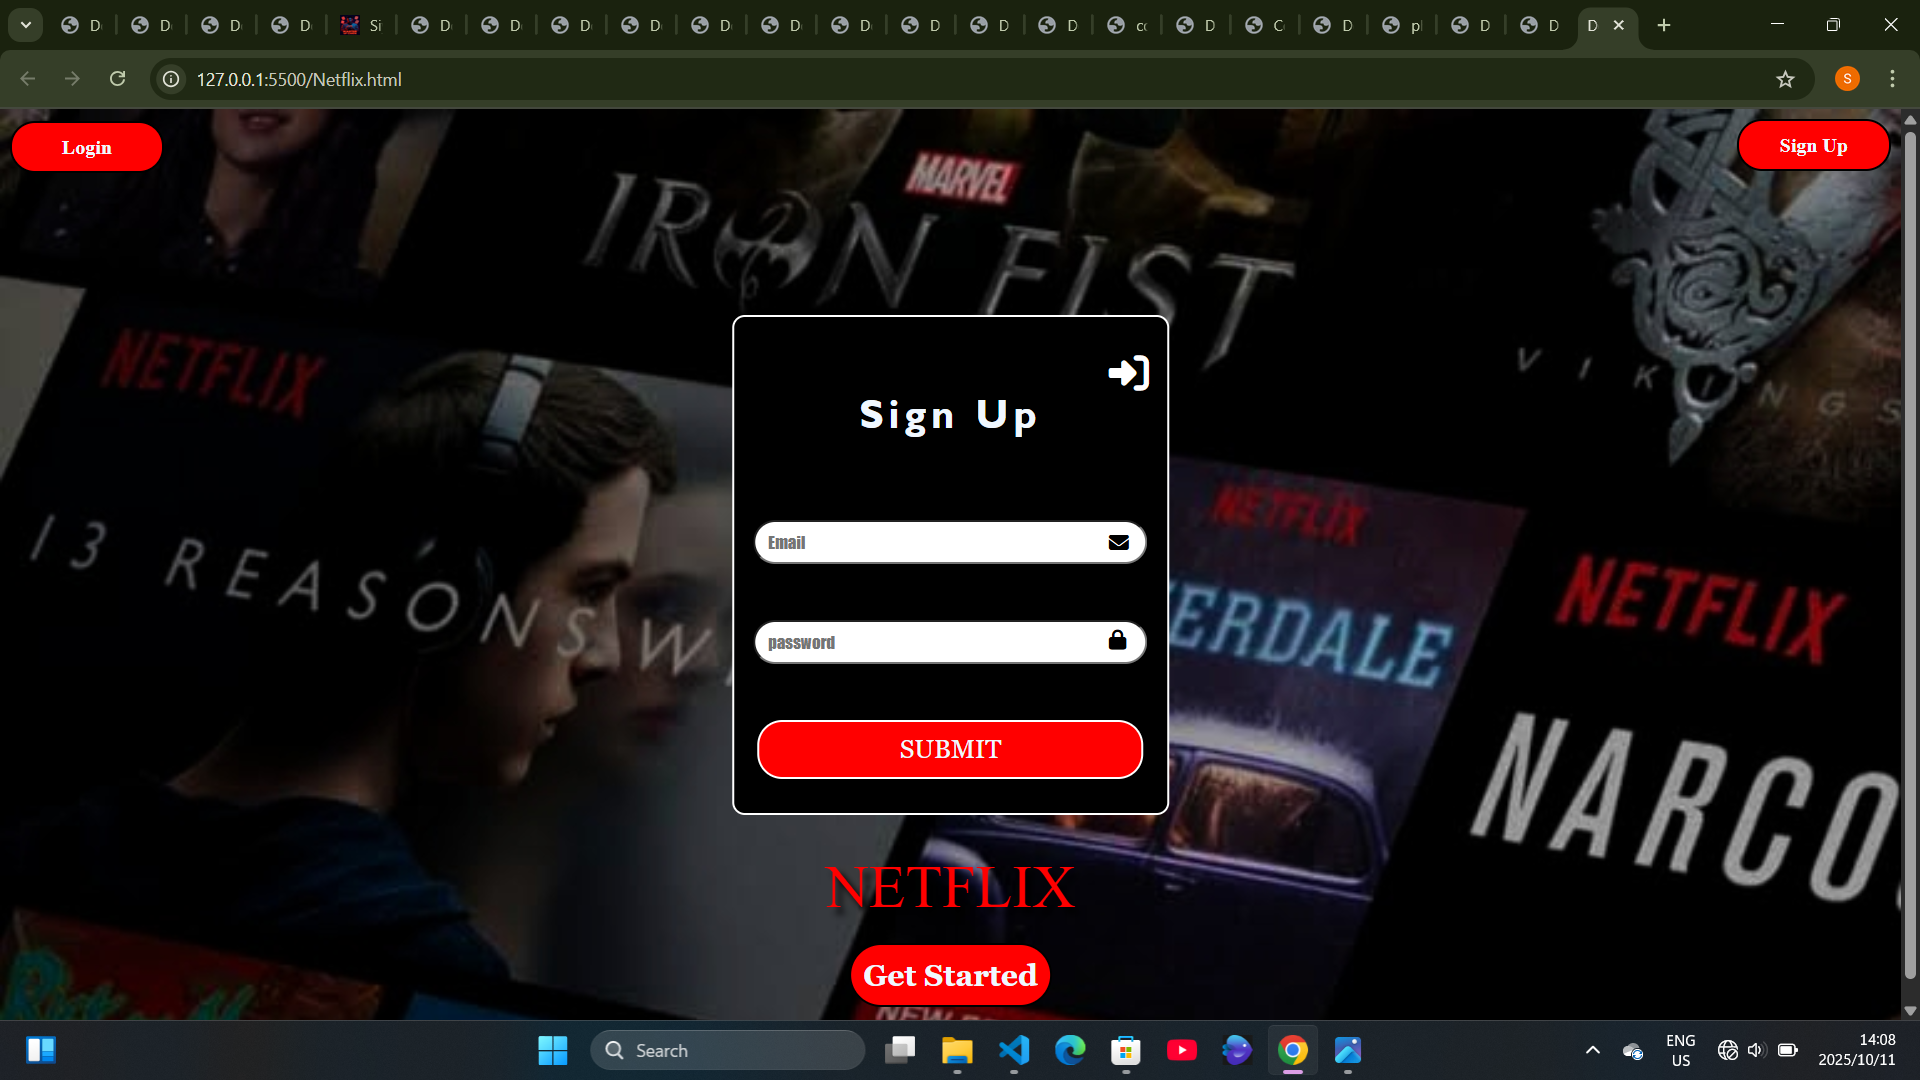 D
D
D
D
Si
D
D
D
D
D
D
D
D
D
D
D
C
D
p
D
D
D
127.0.0.1:5500/Netflix.html
S
Login
Sign Up
MARVEL
IRON FIST
NETFLIX
VIKINGS
Sign Up
13 REASONS W
NETFLIX
Email
ERDALE
NETFLIX
password
NARCO
SUBMIT
NETFLIX
Get Started
Search
ENG
US
14:08
2025/10/11